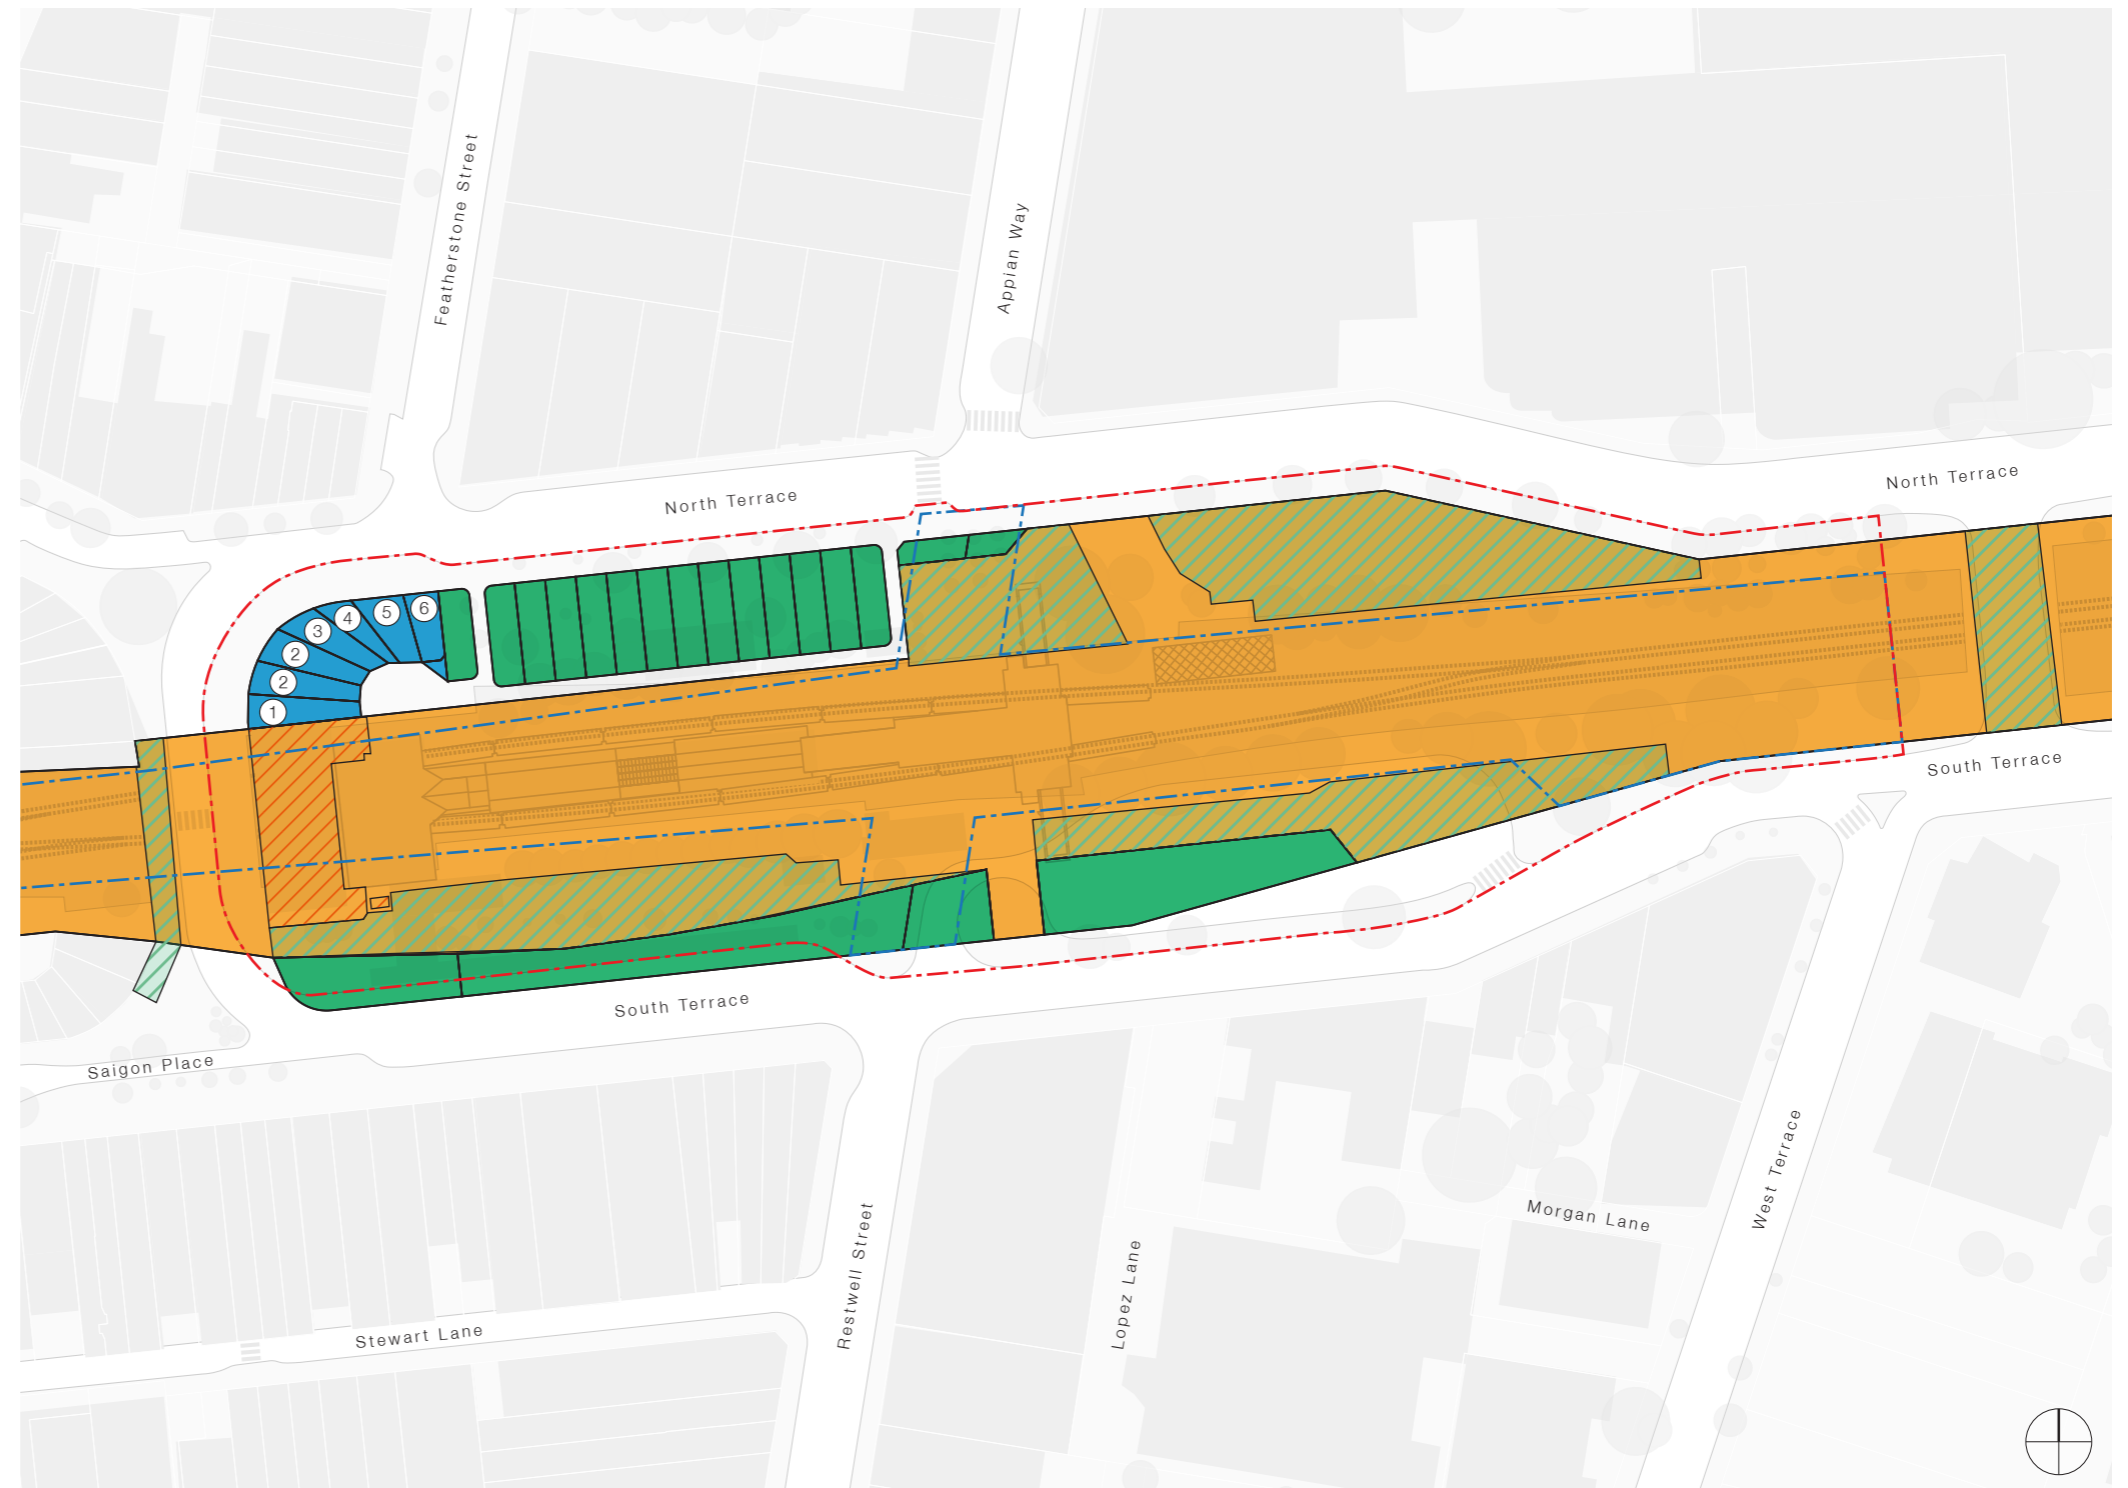 Featherstone Street
Appian Way
North Terrace
North Terrace
6
5
4
3
2
2
1
South Terrace
South Terrace
Saigon Place
Restwell Street
Lopez Lane
Morgan Lane
West Terrace
Stewart Lane